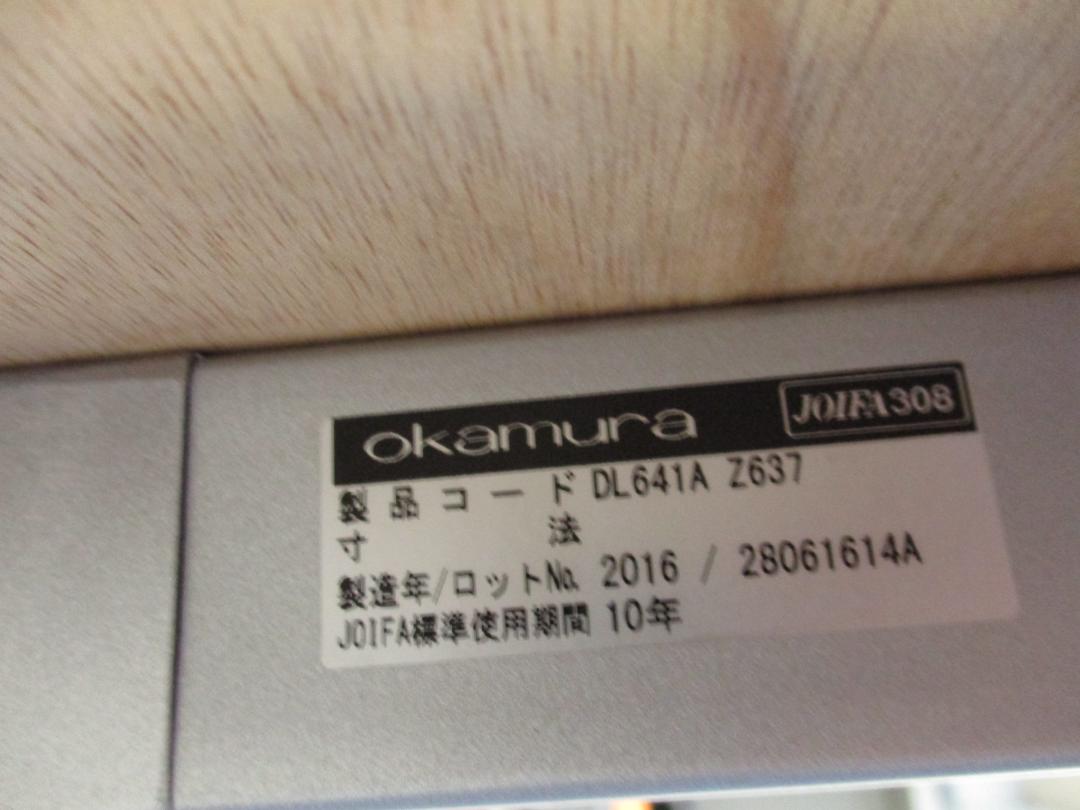 okamura JOIFA308
製品コード DL641A Z637
寸法
製造年/ロットNo. 2016 / 28061614A
JOIFA標準使用期間 10年